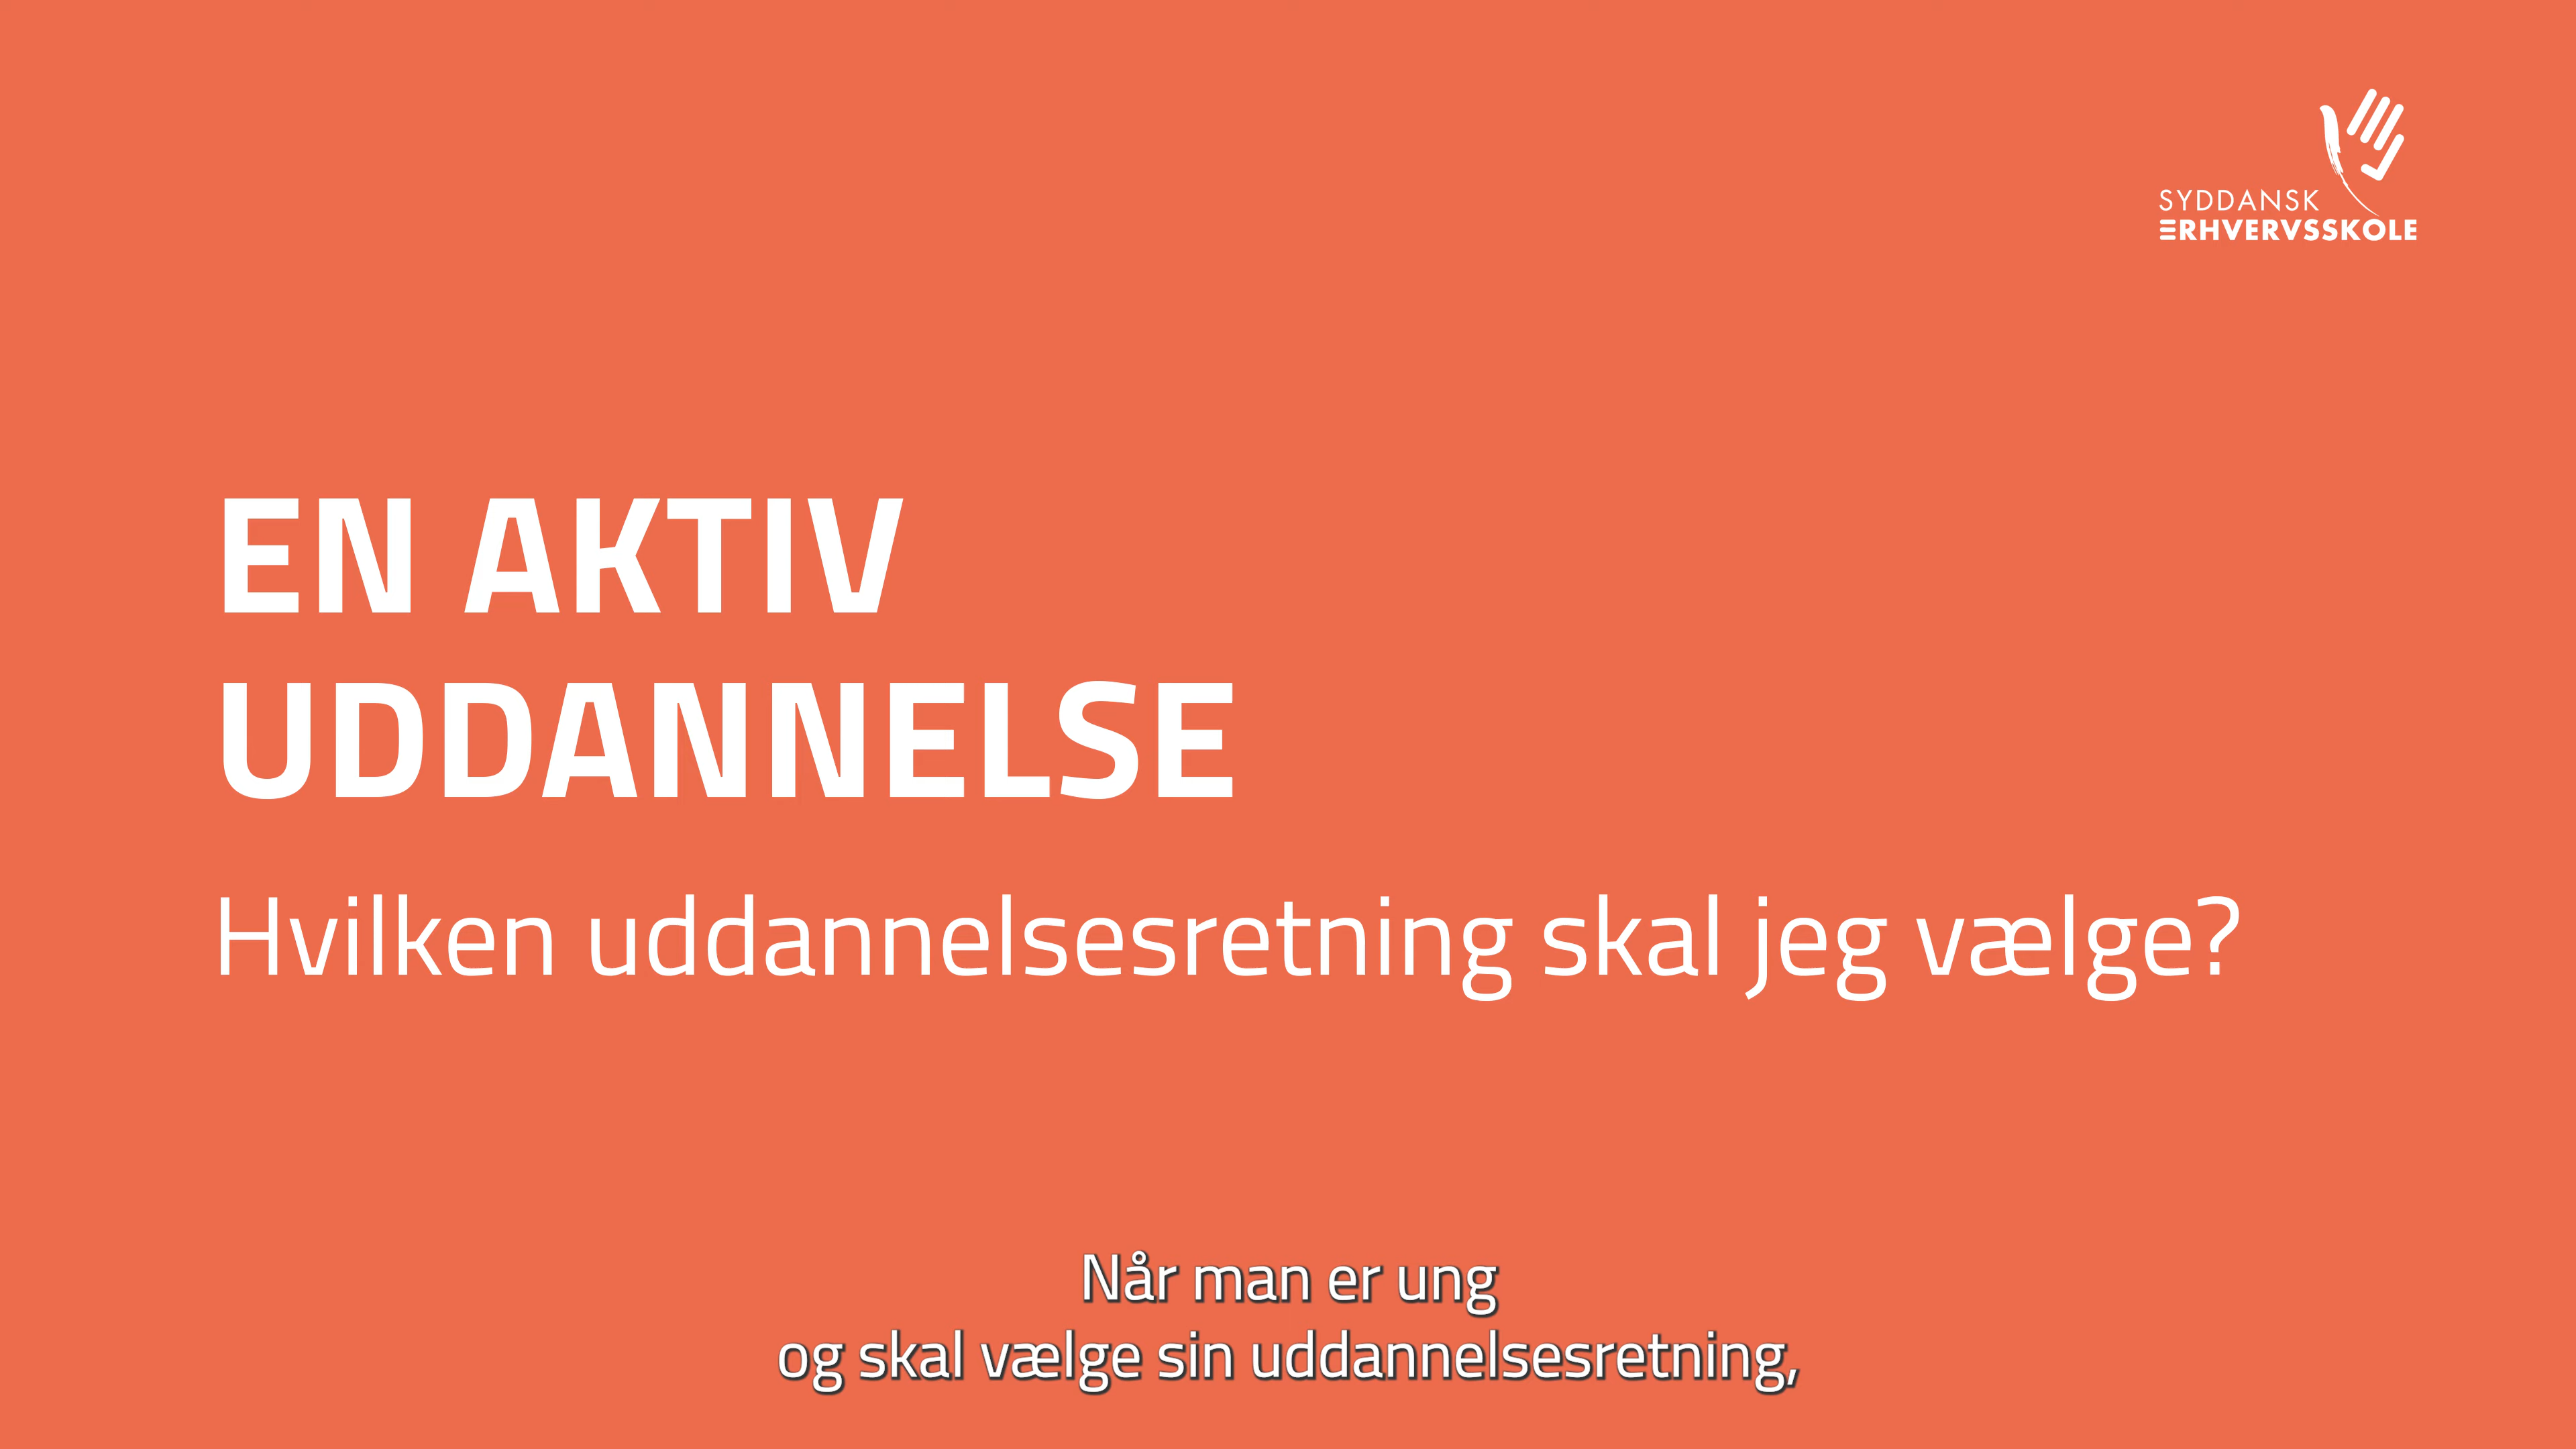 SYDDANSK
ERHVERVSSKOLE
EN AKTIV
UDDANNELSE
Hvilken uddannelsesretning skal jeg vælge?
Når man er ung
og skal vælge sin uddannelsesretning,